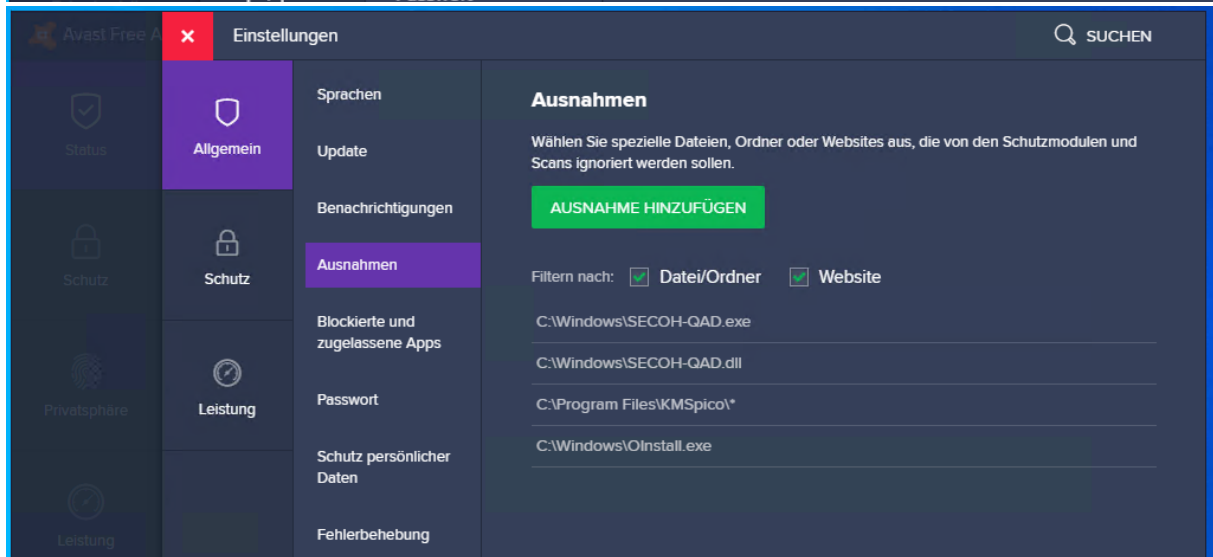 Avast Free A
Einstellungen
SUCHEN
Status
Schutz
Privatsphäre
Leistung
Allgemein
Schutz
Leistung
Sprachen
Update
Benachrichtigungen
Ausnahmen
Blockierte und
zugelassene Apps
Passwort
Schutz persönlicher
Daten
Fehlerbehebung
Ausnahmen
Wählen Sie spezielle Dateien, Ordner oder Websites aus, die von den Schutzmodulen und
Scans ignoriert werden sollen.
AUSNAHME HINZUFÜGEN
Filtern nach: Datei/Ordner Website
C:\Windows\SECOH-QAD.exe
C:\Windows\SECOH-QAD.dll
C:\Program Files\KMSpico\*
C:\Windows\OInstall.exe